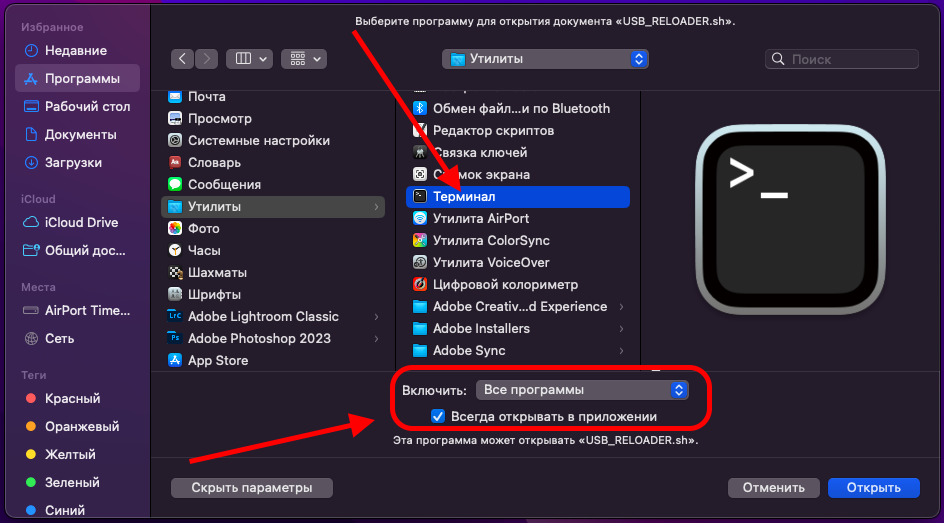 Выберите программу для открытия документа «USB_RELOADER.sh».
Избранное
Недавние
Программы
Рабочий стол
Документы
Загрузки
iCloud
iCloud Drive
Общий дос...
Места
AirPort Time...
Сеть
Теги
Красный
Оранжевый
Желтый
Зеленый
Синий
Утилиты
Поиск
Почта
Просмотр
Системные настройки
Словарь
Сообщения
Утилиты
Фото
Часы
Шахматы
Шрифты
Adobe Lightroom Classic
Adobe Photoshop 2023
App Store
Обмен файл...и по Bluetooth
Редактор скриптов
Связка ключей
экрана
Терминал
Утилита AirPort
Утилита ColorSync
Утилита VoiceOver
Цифровой колориметр
Adobe Creativ...d Experience
Adobe Installers
Adobe Sync
>_
Включить: Все программы
Всегда открывать в приложении
Эта программа может открывать «USB_RELOADER.sh».
Скрыть параметры
Отменить
Открыть